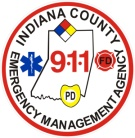 INDIANA COUNTY
911
FD
PD
EMERGENCY MANAGEMENT AGENCY